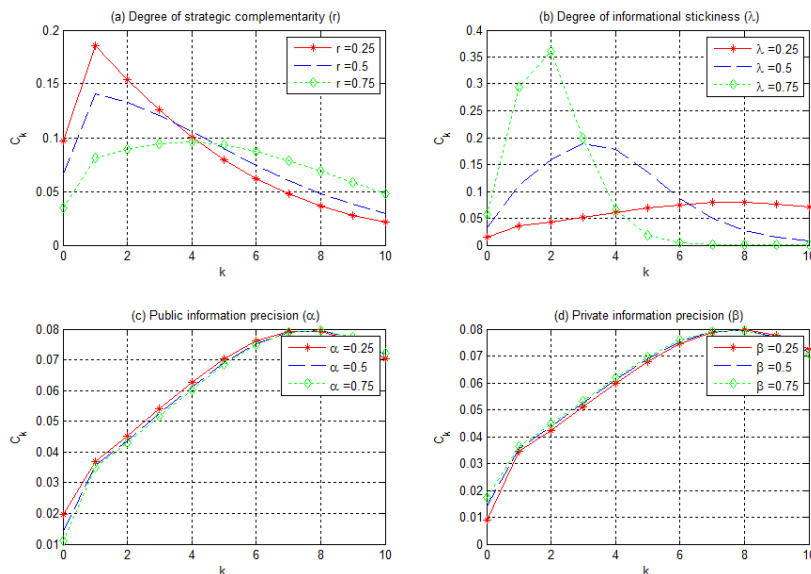 (a) Degree of strategic complementarity (r)
0.2
0.15
0.1
0.05
0
C_k
0 2 4 6 8 10
k
r =0.25
r =0.5
r =0.75
(b) Degree of informational stickiness (λ)
0.4
0.35
0.3
0.25
0.2
0.15
0.1
0.05
0
C_k
0 2 4 6 8 10
k
λ =0.25
λ =0.5
λ =0.75
(c) Public information precision (α)
0.08
0.07
0.06
0.05
0.04
0.03
0.02
0.01
C_k
0 2 4 6 8 10
k
α =0.25
α =0.5
α =0.75
(d) Private information precision (β)
0.08
0.07
0.06
0.05
0.04
0.03
0.02
0.01
0
C_k
0 2 4 6 8 10
k
β =0.25
β =0.5
β =0.75